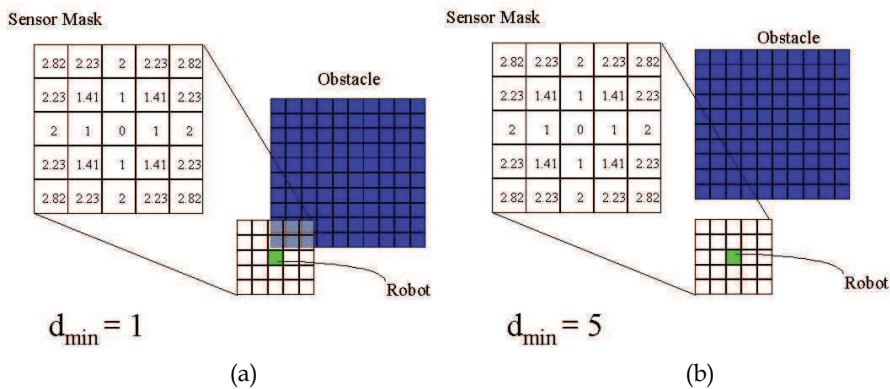 Sensor Mask
2.82 2.23 2 2.23 2.82
2.23 1.41 1 1.41 2.23
2 1 0 1 2
2.23 1.41 1 1.41 2.23
2.82 2.23 2 2.23 2.82
Obstacle
Robot
d_min = 1
(a)
Sensor Mask
2.82 2.23 2 2.23 2.82
2.23 1.41 1 1.41 2.23
2 1 0 1 2
2.23 1.41 1 1.41 2.23
2.82 2.23 2 2.23 2.82
Obstacle
Robot
d_min = 5
(b)